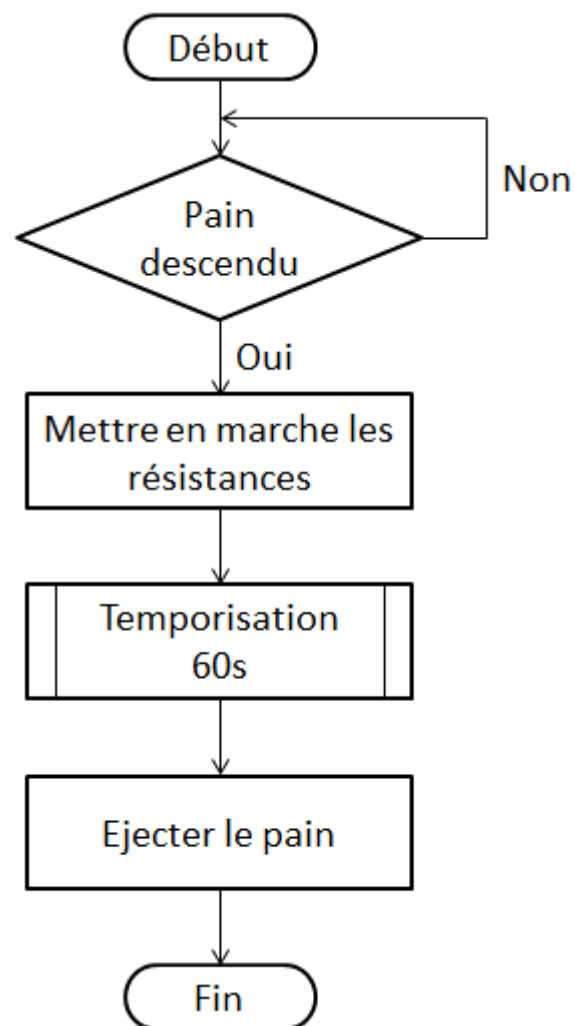 Début
Non
Pain
descendu
Oui
Mettre en marche les
résistances
Temporisation
60s
Ejecter le pain
Fin